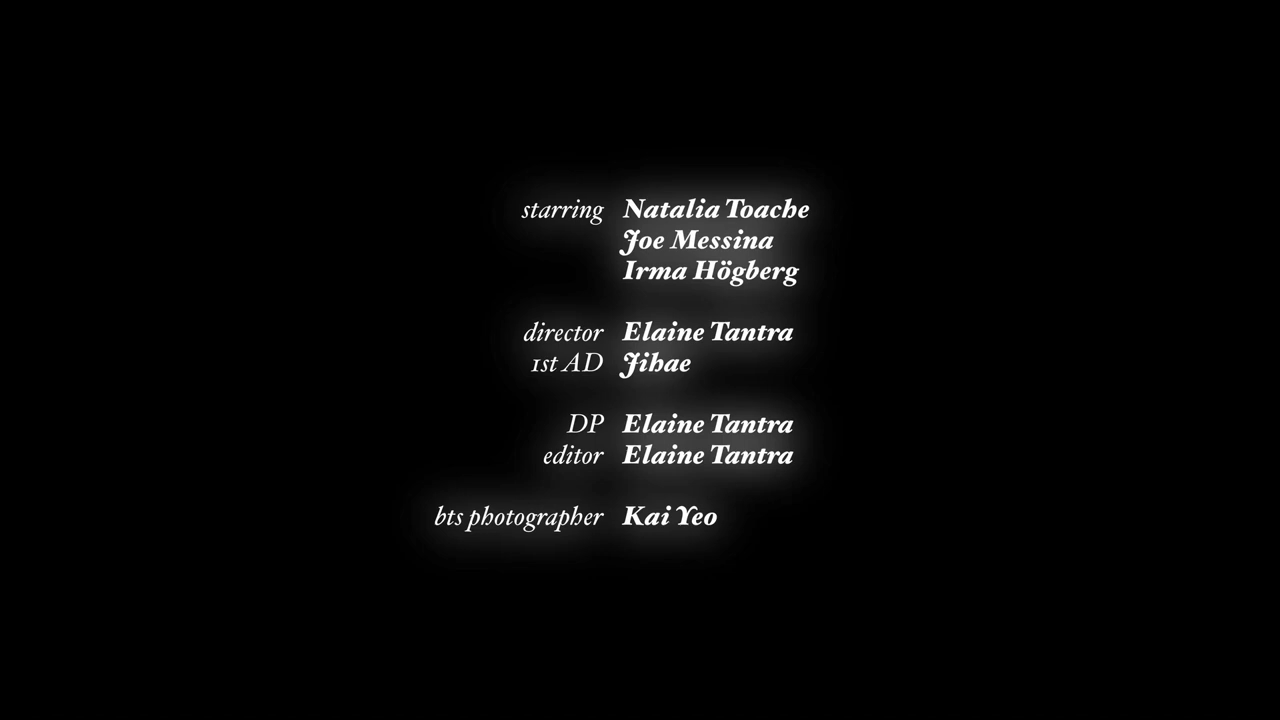 starring Natalia Toache
Joe Messina
Irma Högberg
director Elaine Tantra
1st AD Jihae
DP Elaine Tantra
editor Elaine Tantra
bts photographer Kai Yeo